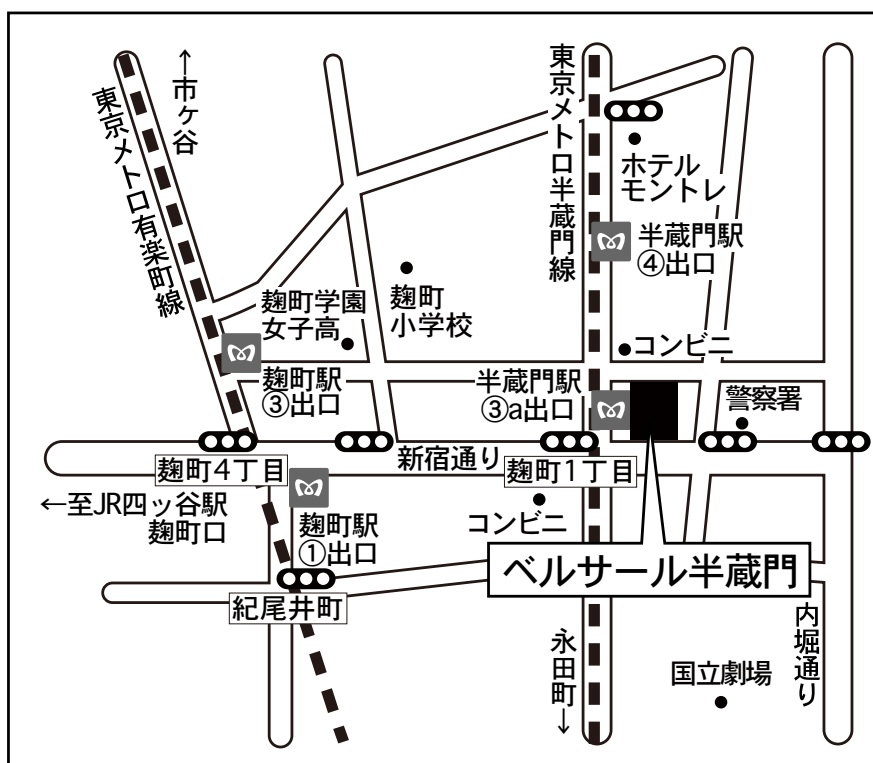 ↑市ヶ谷
東京メトロ有楽町線
東京メトロ半蔵門線
ホテル
モントレ
半蔵門駅
④出口
麹町学園
女子高
麹町
小学校
コンビニ
麹町駅
③出口
半蔵門駅
③a出口
警察署
新宿通り
麹町4丁目
麹町1丁目
←至JR四ッ谷駅
麹町口
麹町駅
①出口
コンビニ
ベルサール半蔵門
紀尾井町
永田町→
国立劇場
内堀通り